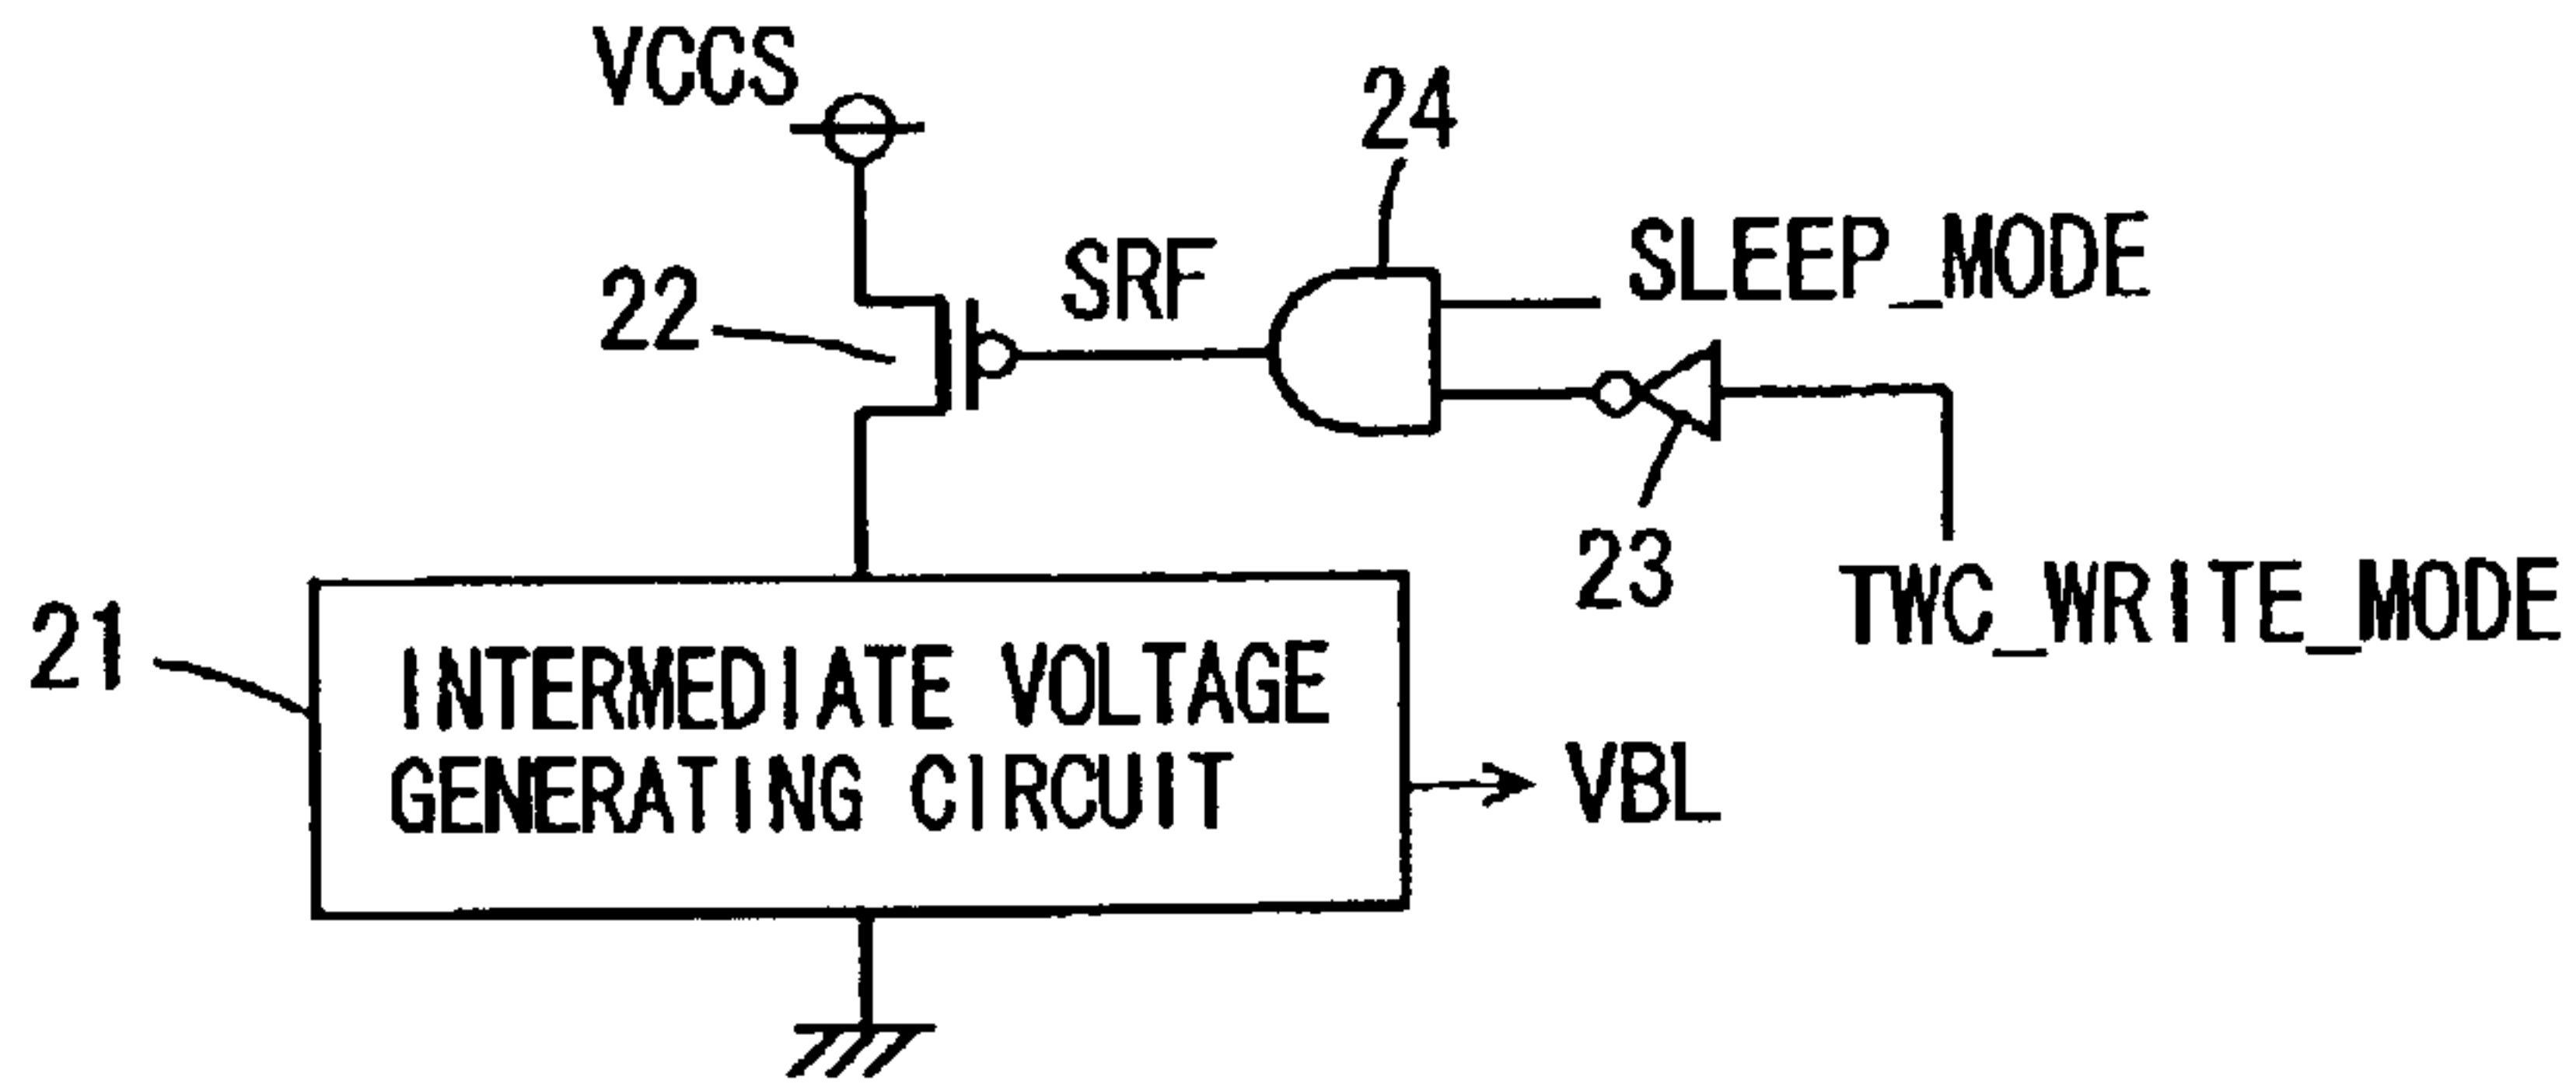 VCCS
24
SLEEP_MODE
SRF
22
23
TWC_WRITE_MODE
21
INTERMEDIATE VOLTAGE
GENERATING CIRCUIT
VBL